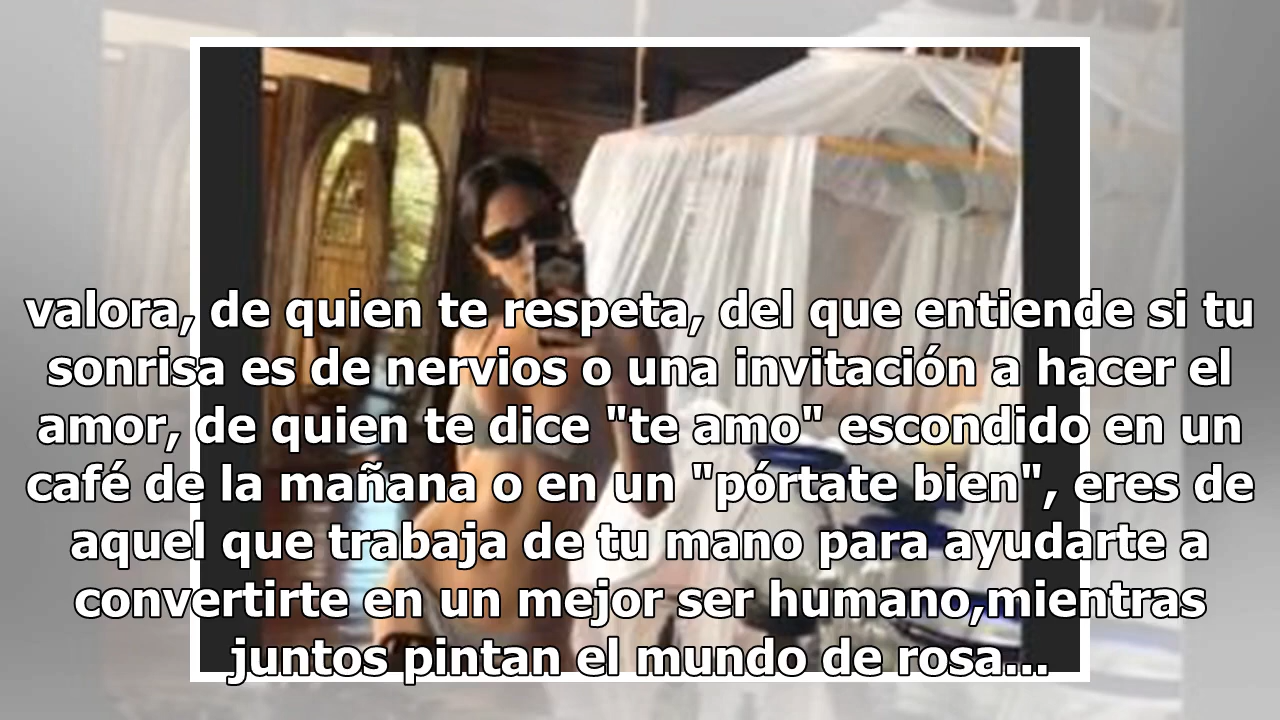 valora, de quien te respeta, del que entiende si tu
sonrisa es de nervios o una invitación a hacer el
amor, de quien te dice "te amo" escondido en un
café de la mañana o en un "pórtate bien", eres de
aquel que trabaja de tu mano para ayudarte a
convertirte en un mejor ser humano,mientras
juntos pintan el mundo de rosa...